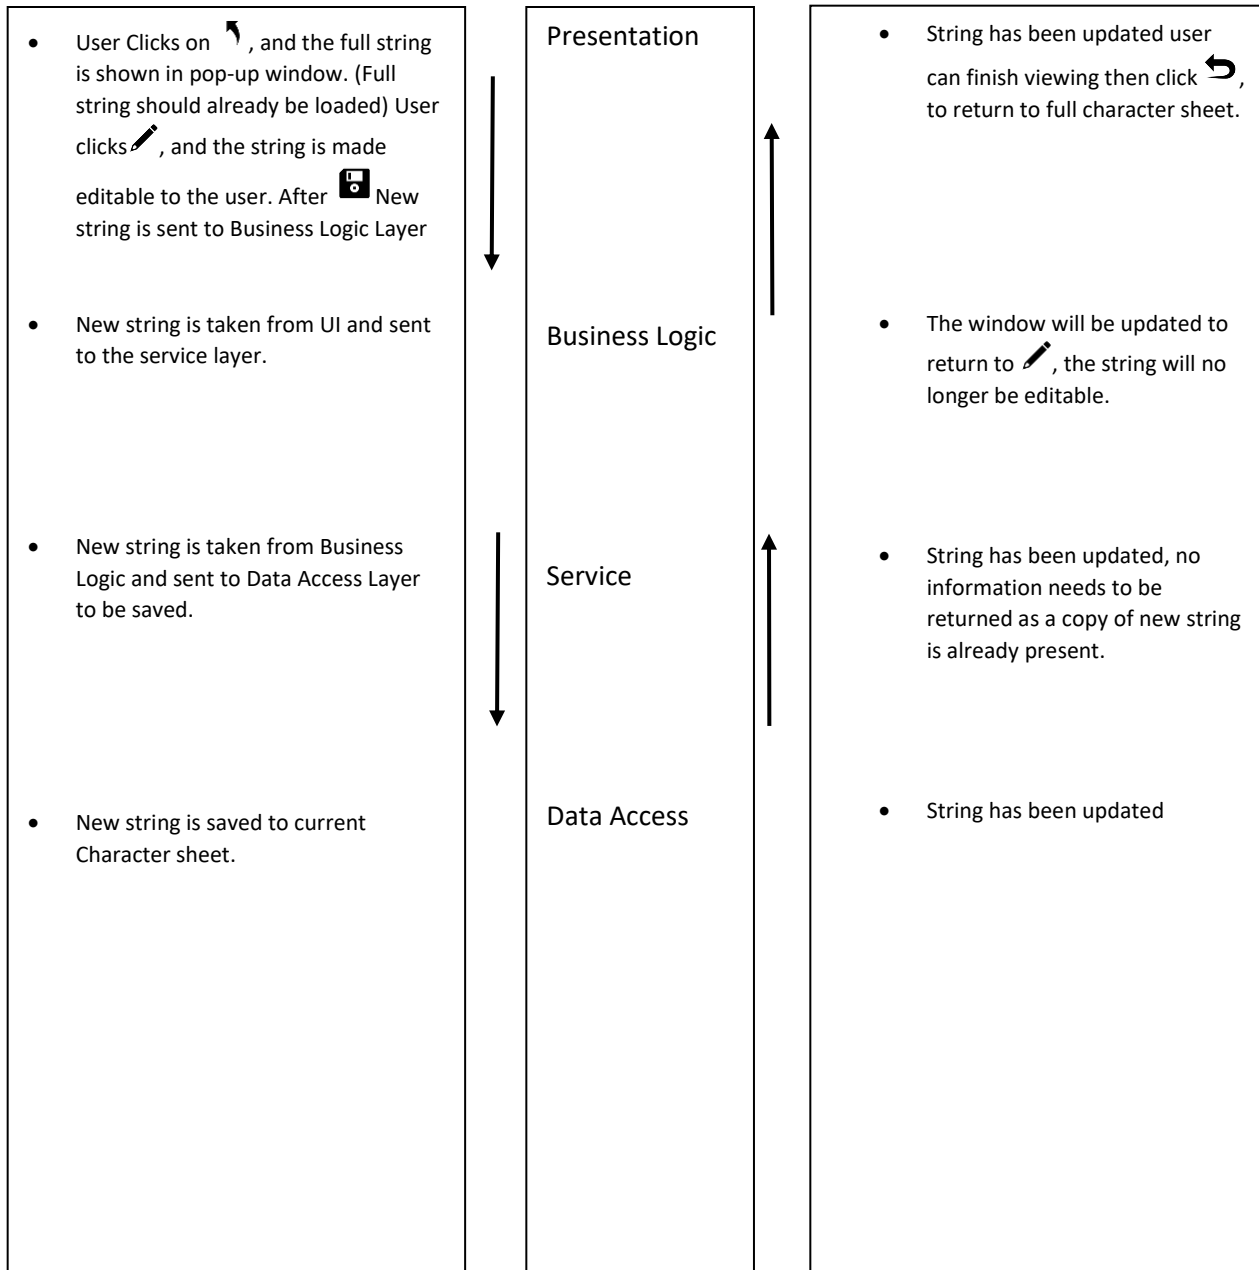 • User Clicks on , and the full string
is shown in pop-up window. (Full
string should already be loaded) User
clicks , and the string is made
editable to the user. After New
string is sent to Business Logic Layer
• New string is taken from UI and sent
to the service layer.
• New string is taken from Business
Logic and sent to Data Access Layer
to be saved.
• New string is saved to current
Character sheet.
Presentation
Business Logic
Service
Data Access
• String has been updated user
can finish viewing then click ,
to return to full character sheet.
• The window will be updated to
return to , the string will no
longer be editable.
• String has been updated, no
information needs to be
returned as a copy of new string
is already present.
• String has been updated